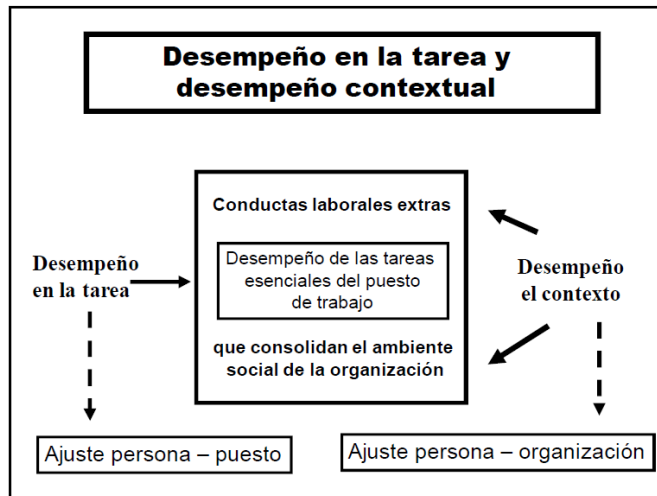 Desempeño en la tarea y
desempeño contextual
Conductas laborales extras
Desempeño
en la tarea
Desempeño de las tareas
esenciales del puesto
de trabajo
Desempeño
el contexto
que consolidan el ambiente
social de la organización
Ajuste persona – puesto
Ajuste persona – organización